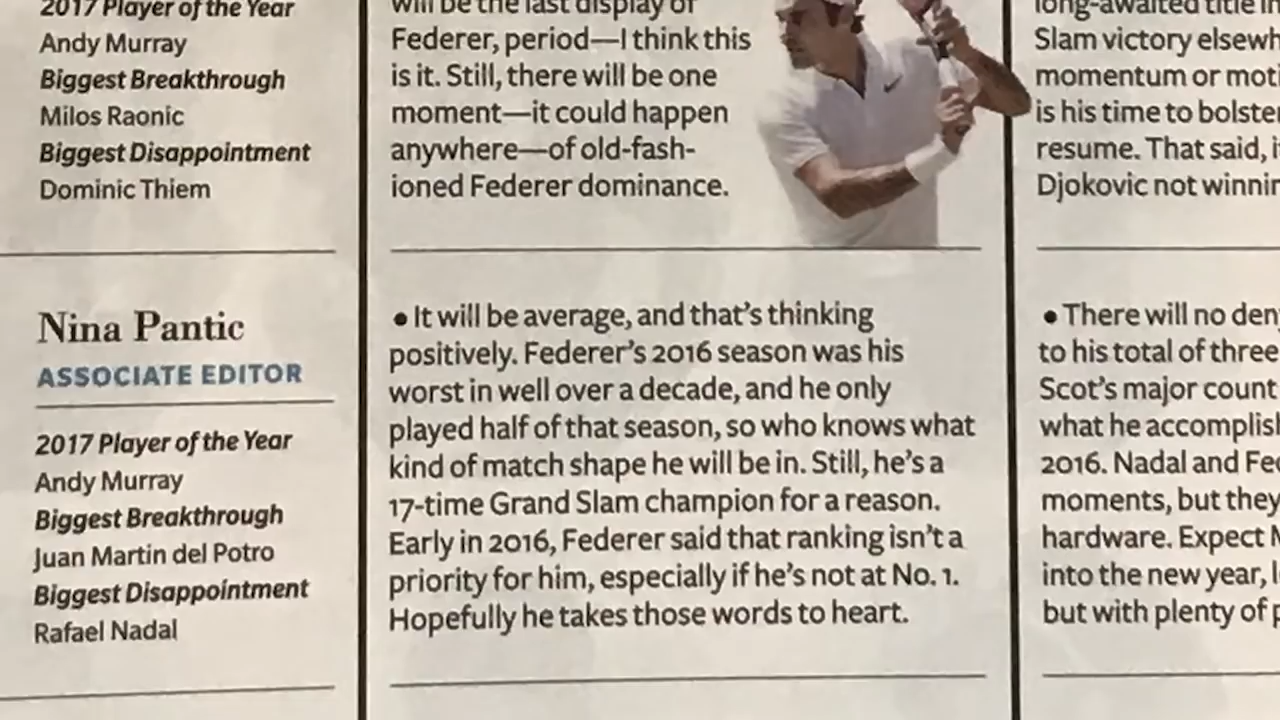 2017 Player of the Year
Andy Murray
Biggest Breakthrough
Milos Raonic
Biggest Disappointment
Dominic Thiem
Nina Pantic
ASSOCIATE EDITOR
2017 Player of the Year
Andy Murray
Biggest Breakthrough
Juan Martin del Potro
Biggest Disappointment
Rafael Nadal
will be the last display of
Federer, period—I think this
is it. Still, there will be one
moment—it could happen
anywhere—of old-fash-
ioned Federer dominance.
• It will be average, and that's thinking
positively. Federer's 2016 season was his
worst in well over a decade, and he only
played half of that season, so who knows what
kind of match shape he will be in. Still, he's a
17-time Grand Slam champion for a reason.
Early in 2016, Federer said that ranking isn't a
priority for him, especially if he's not at No. 1.
Hopefully he takes those words to heart.
long-awaited title
Slam victory
momentum or
is his time to
resume. That said,
Djokovic not
• There will no
to his total of three
Scot's major count
what he
2016. Nadal and
moments, but they
hardware. Expect
into the new year,
but with plenty of